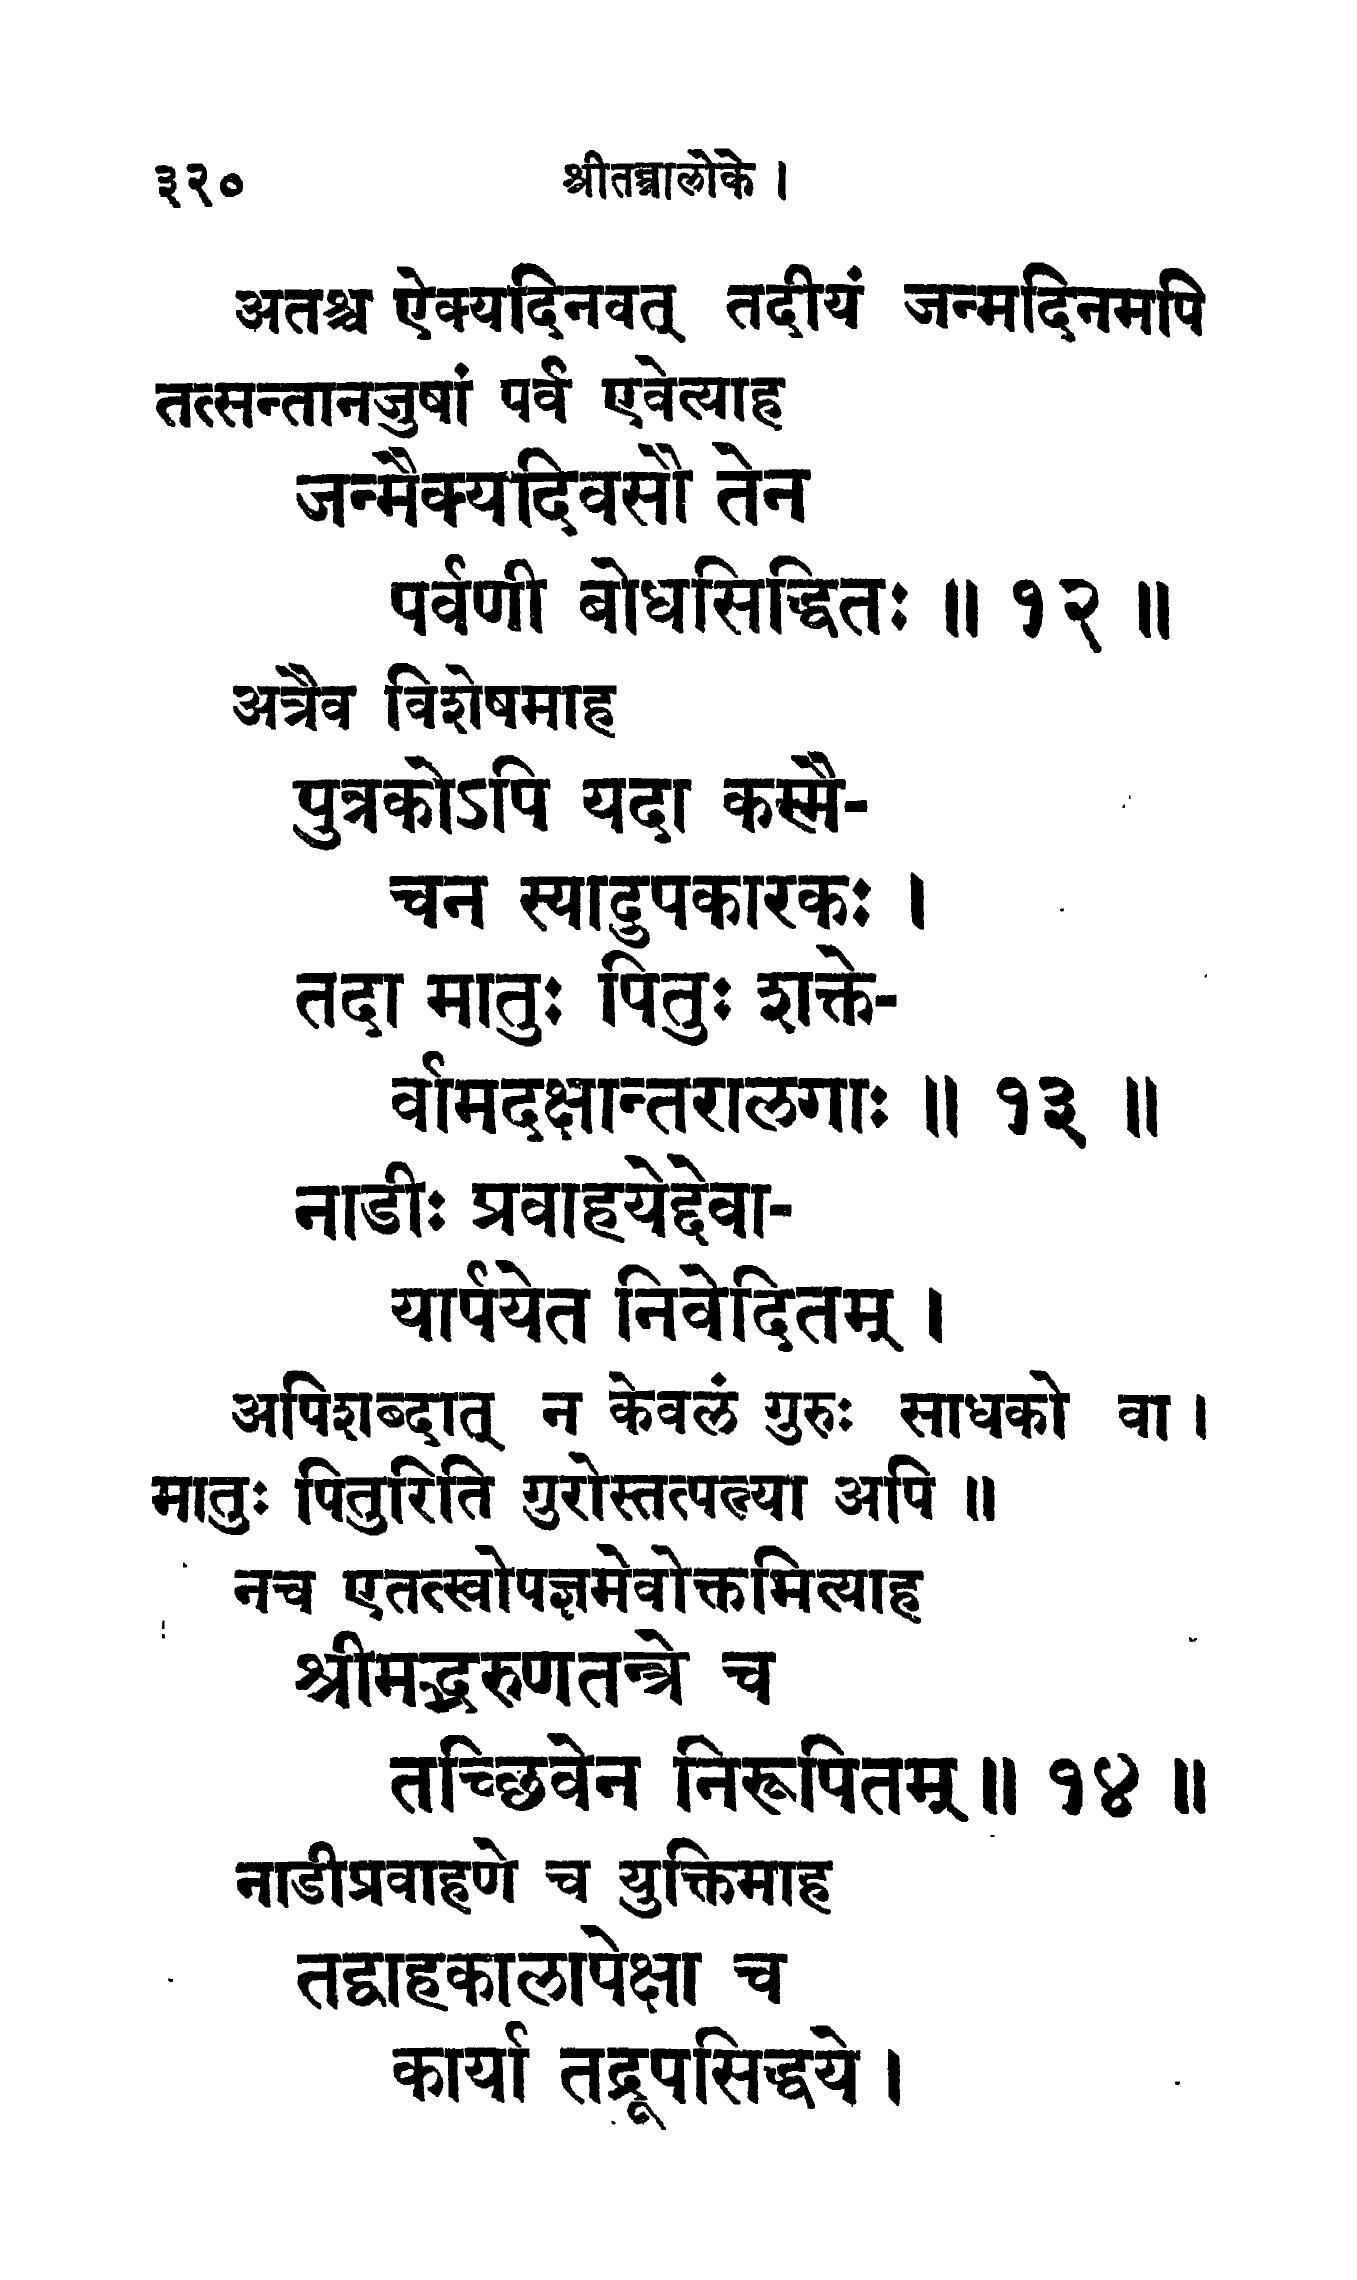 ३२० श्रीतन्त्रालोके ।
अतश्च ऐक्यदिनवत् तदीयं जन्मदिनमपि
तत्सन्तानजुषां पर्व एवेत्याह
जन्मैक्यदिवसौ तेन
पर्वणी बोधसिद्धितः ॥ १२ ॥
अत्रैव विशेषमाह
पुत्रकोऽपि यदा कस्मै-
चन स्यादुपकारकः ।
तदा मातुः पितुः शक्ते-
र्वामदक्षान्तरालगाः ॥ १३ ॥
नाडीः प्रवाहयेद्देवा-
यार्पयेत निवेदितम् ।
अपिशब्दात् न केवलं गुरुः साधको वा ।
मातुः पितुरिति गुरोस्तत्पत्न्या अपि ॥
नच एतत्स्वोपज्ञमेवोक्तमित्याह
श्रीमद्भरुणतन्त्रे च
तच्छिवेन निरूपितम् ॥ १४ ॥
नाडीप्रवाहणे च युक्तिमाह
तद्वाहकालापेक्षा च
कार्या तद्रूपसिद्धये ।